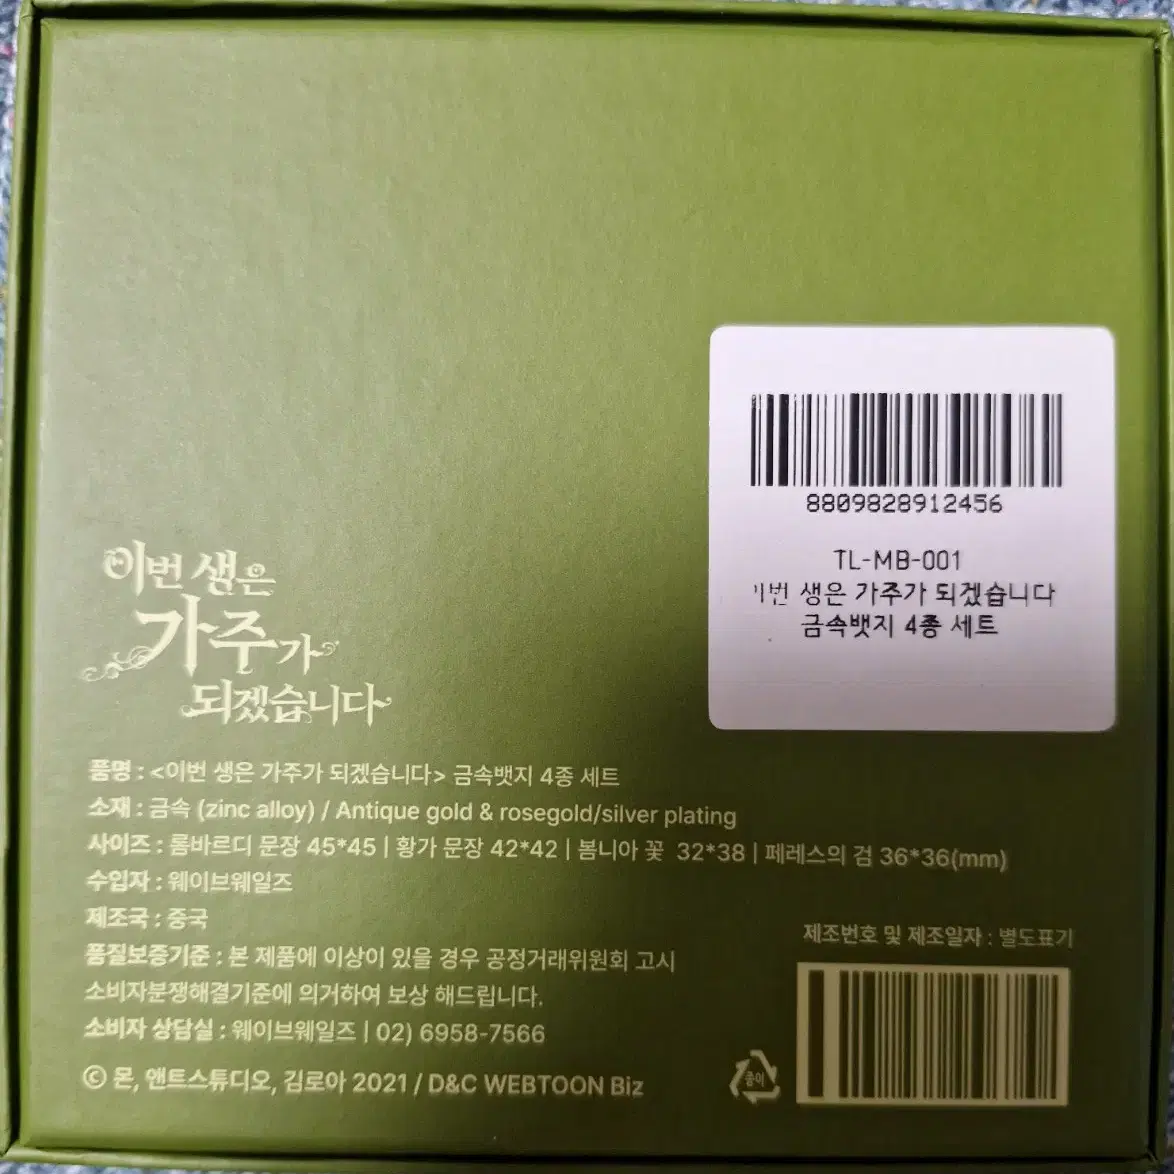 8809828912456
TL-MB-001
이번 생은 가주가 되겠습니다
금속뱃지 4종 세트
이번 생은
가주가
되겠습니다
품명 : <이번 생은 가주가 되겠습니다> 금속뱃지 4종 세트
소재 : 금속 (zinc alloy) / Antique gold & rosegold/silver plating
사이즈 : 롬바르디 문장 45*45 | 황가 문장 42*42 | 봄니아 꽃 32*38 | 페레스의 검 36*36(mm)
수입자 : 웨이브웨일즈
제조국 : 중국
품질보증기준 : 본 제품에 이상이 있을 경우 공정거래위원회 고시
소비자분쟁해결기준에 의거하여 보상 해드립니다.
소비자 상담실 : 웨이브웨일즈 | 02) 6958-7566
© 몬, 앤트스튜디오, 김로아 2021 / D&C WEBTOON Biz
제조번호 및 제조일자 : 별도표기
종이